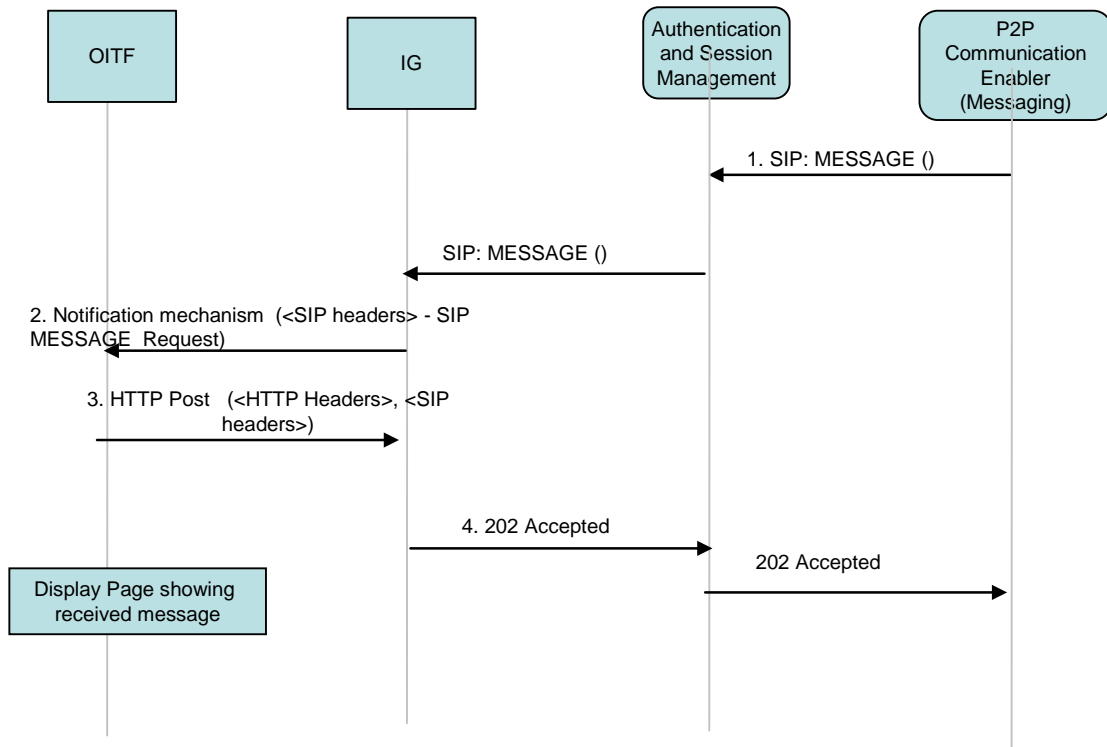 OITF
IG
Authentication
and Session
Management
P2P
Communication
Enabler
(Messaging)
1. SIP: MESSAGE ()
SIP: MESSAGE ()
2. Notification mechanism (<SIP headers> - SIP
MESSAGE Request)
3. HTTP Post (<HTTP Headers>, <SIP
headers>)
4. 202 Accepted
202 Accepted
Display Page showing
received message